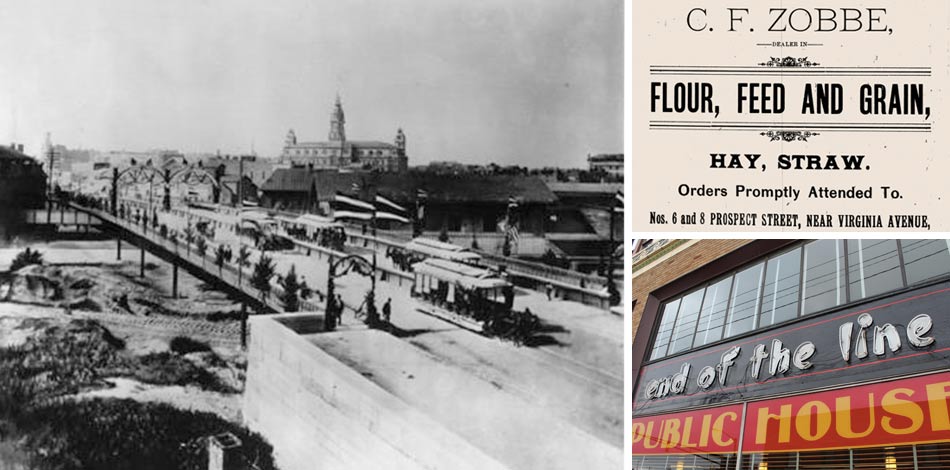 C. F. ZOBBE,
DEALER IN
FLOUR, FEED AND GRAIN,
HAY, STRAW.
Orders Promptly Attended To.
Nos. 6 and 8 PROSPECT STREET, NEAR VIRGINIA AVENUE,
end of the line
PUBLIC HOUSE